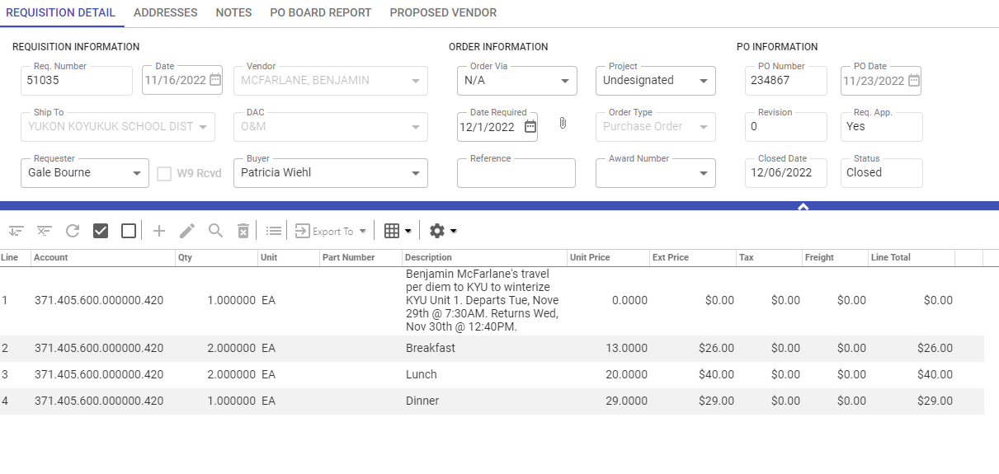 REQUISITION DETAIL ADDRESSES NOTES PO BOARD REPORT PROPOSED VENDOR
REQUISITION INFORMATION ORDER INFORMATION PO INFORMATION
Req. Number Date Vendor Order Via Project PO Number PO Date
51035 11/16/2022 MCFARLANE, BENJAMIN N/A Undesignated 234867 11/23/2022
Ship To DAC Date Required Order Type Revision Req. App.
YUKON KOYUKUK SCHOOL DIST O&M 12/1/2022 Purchase Order 0 Yes
Requester Buyer Reference Award Number Closed Date Status
Gale Bourne W9 Rcvd Patricia Wiehl 12/06/2022 Closed
Export To
Line Account Qty Unit Part Number Description Unit Price Ext Price Tax Freight Line Total
Benjamin McFarlane's travel
per diem to KYU to winterize
1 371.405.600.000000.420 1.000000 EA KYU Unit 1. Departs Tue, Nove 0.0000 $0.00 $0.00 $0.00 $0.00
29th @ 7:30AM. Returns Wed,
Nov 30th @ 12:40PM.
2 371.405.600.000000.420 2.000000 EA Breakfast 13.0000 $26.00 $0.00 $0.00 $26.00
3 371.405.600.000000.420 2.000000 EA Lunch 20.0000 $40.00 $0.00 $0.00 $40.00
4 371.405.600.000000.420 1.000000 EA Dinner 29.0000 $29.00 $0.00 $0.00 $29.00